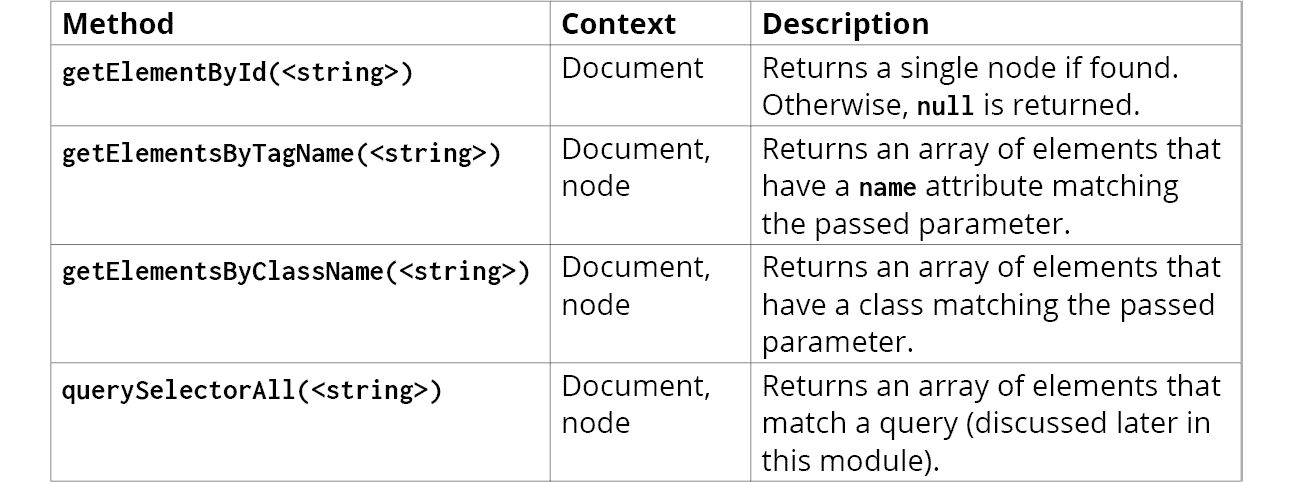 Method Context Description
getElementById(<string>) Document Returns a single node if found.
Otherwise, null is returned.
getElementsByTagName(<string>) Document, Returns an array of elements that
node have a name attribute matching
the passed parameter.
getElementsByClassName(<string>) Document, Returns an array of elements that
node have a class matching the passed
parameter.
querySelectorAll(<string>) Document, Returns an array of elements that
node match a query (discussed later in
this module).